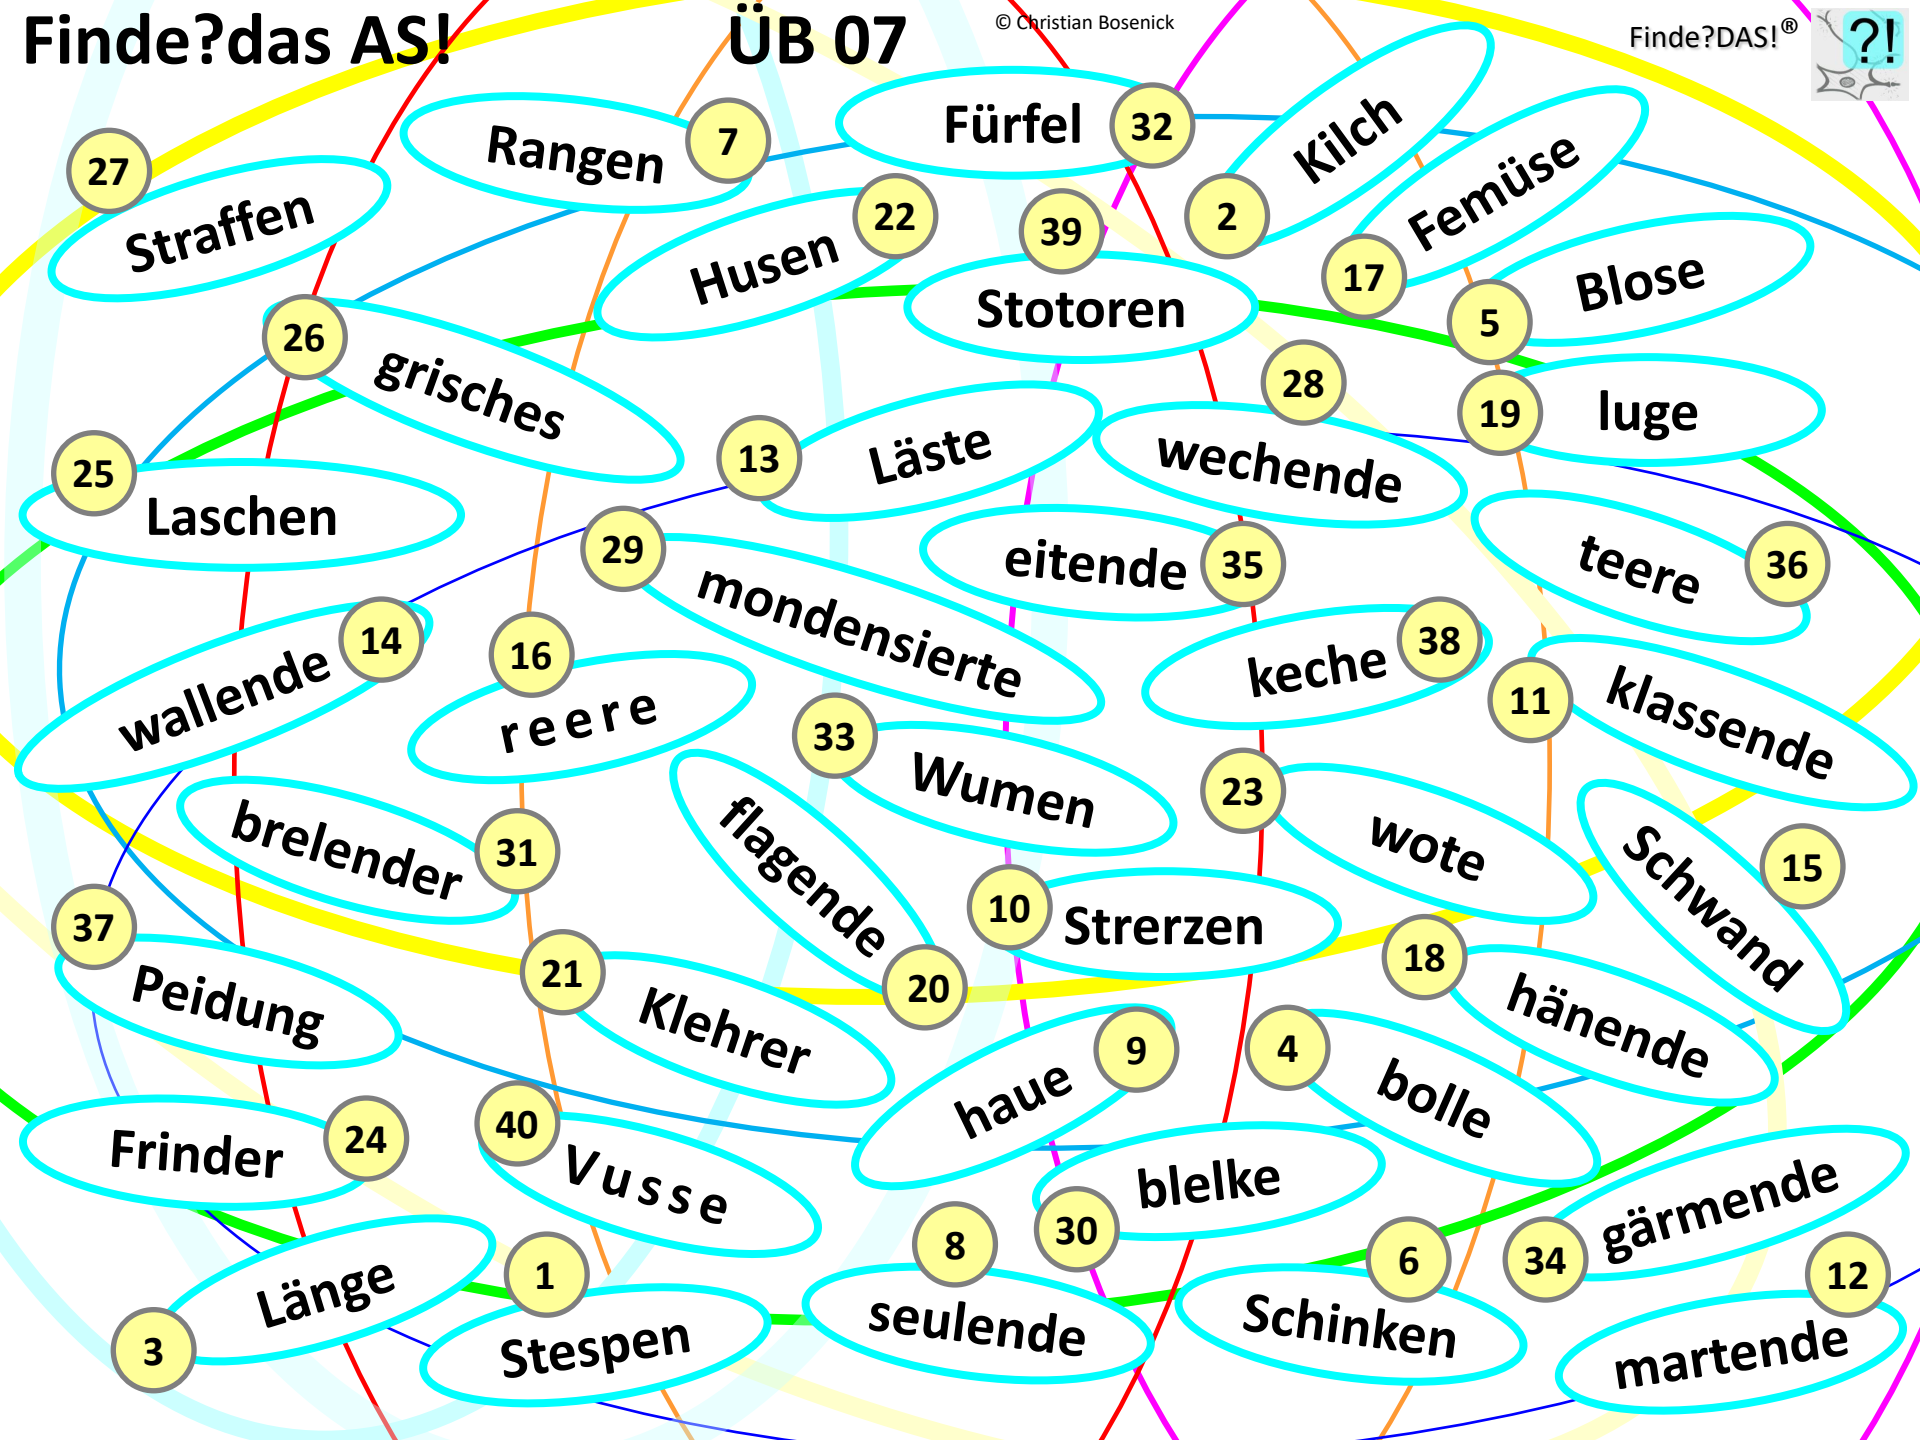 Finde?das AS!
ÜB 07
© Christian Bosenick
Finde?DAS!®
?!
27
Straffen
Rangen
7
Fürfel
32
Kilch
2
Femüse
17
Husen
22
39
Stotoren
Blose
5
26
grisches
28
wechende
19
luge
25
Laschen
13
Läste
29
mondensierte
eitende
35
teere
36
wallende
14
16
reere
keche
38
11
klassende
33
Wumen
23
wote
Schwand
15
brelender
31
flagende
20
10
Strerzen
37
Peidung
21
Klehrer
18
hänende
haue
9
4
bolle
Frinder
24
40
Vusse
blelke
30
gärmende
34
Länge
3
1
Stespen
8
seulende
6
Schinken
12
martende